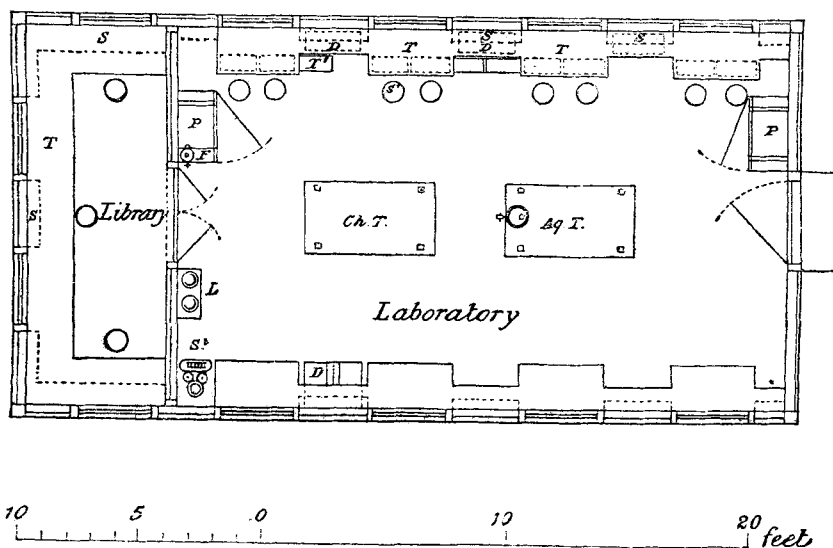 S S S
D D S
T T
T'
S'
P P
T F
S Library Ch. T. Aq T.
L
Laboratory
S.k
D
10 5 0 10 20 feet